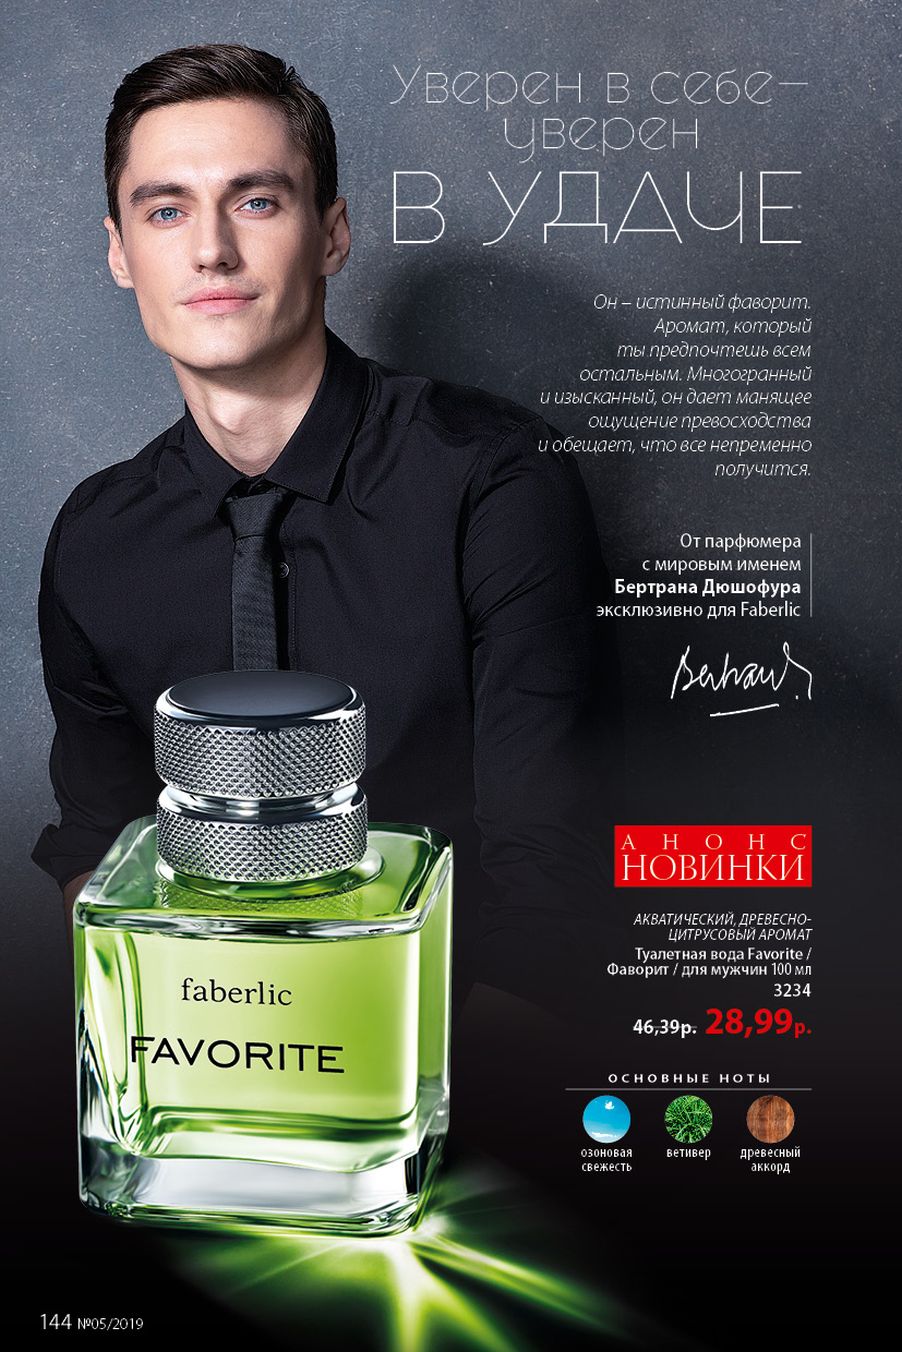 Уверен в себе–
уверен
В УДАЧЕ
Он – истинный фаворит.
Аромат, который
ты предпочтешь всем
остальным. Многогранный
и изысканный, он дает манящее
ощущение превосходства
и обещает, что все непременно
получится.
От парфюмера
с мировым именем
Бертрана Дюшофура
эксклюзивно для Faberlic
Bertrand
АНОНС
НОВИНКИ
АКВАТИЧЕСКИЙ, ДРЕВЕСНО-
ЦИТРУСОВЫЙ АРОМАТ
Туалетная вода Favorite /
Фаворит / для мужчин 100 мл
3234
46,39р. 28,99р.
ОСНОВНЫЕ НОТЫ
озоновая
свежесть
ветивер
древесный
аккорд
faberlic
FAVORITE
144 №05/2019